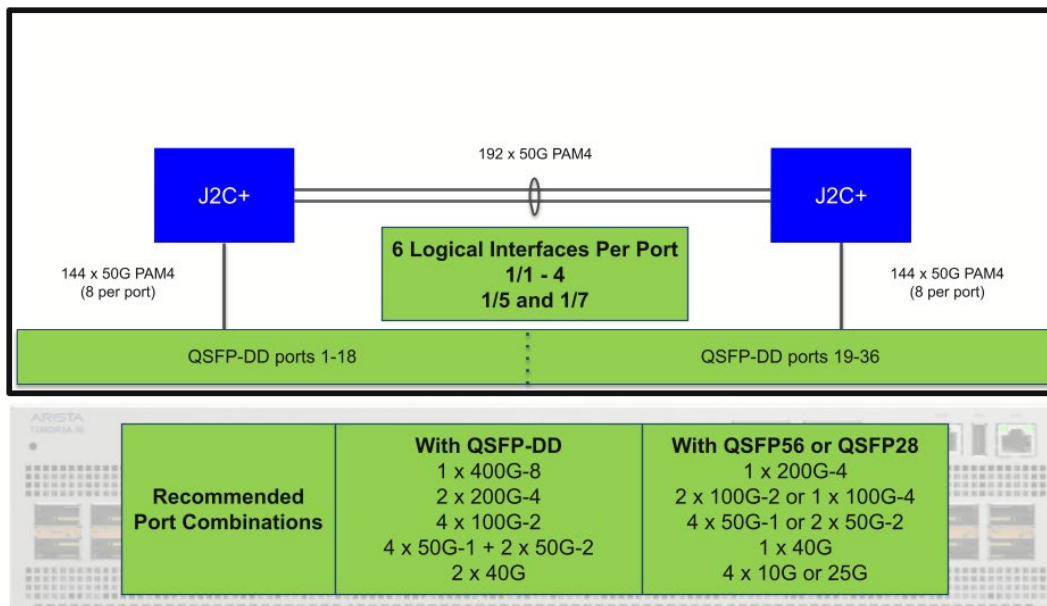 192 x 50G PAM4
J2C+
J2C+
6 Logical Interfaces Per Port
1/1 - 4
1/5 and 1/7
144 x 50G PAM4
(8 per port)
144 x 50G PAM4
(8 per port)
QSFP-DD ports 1-18
QSFP-DD ports 19-36
ARISTA
Recommended
Port Combinations
With QSFP-DD
1 x 400G-8
2 x 200G-4
4 x 100G-2
4 x 50G-1 + 2 x 50G-2
2 x 40G
With QSFP56 or QSFP28
1 x 200G-4
2 x 100G-2 or 1 x 100G-4
4 x 50G-1 or 2 x 50G-2
1 x 40G
4 x 10G or 25G